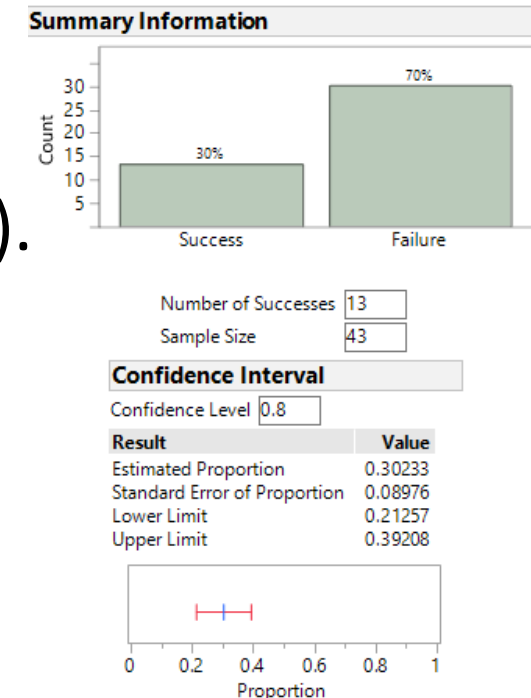 Summary Information
Count
30
25
20
15
10
5
30%
70%
Success Failure
).
Number of Successes 13
Sample Size 43
Confidence Interval
Confidence Level 0.8
Result Value
Estimated Proportion 0.30233
Standard Error of Proportion 0.08976
Lower Limit 0.21257
Upper Limit 0.39208
0 0.2 0.4 0.6 0.8 1
Proportion